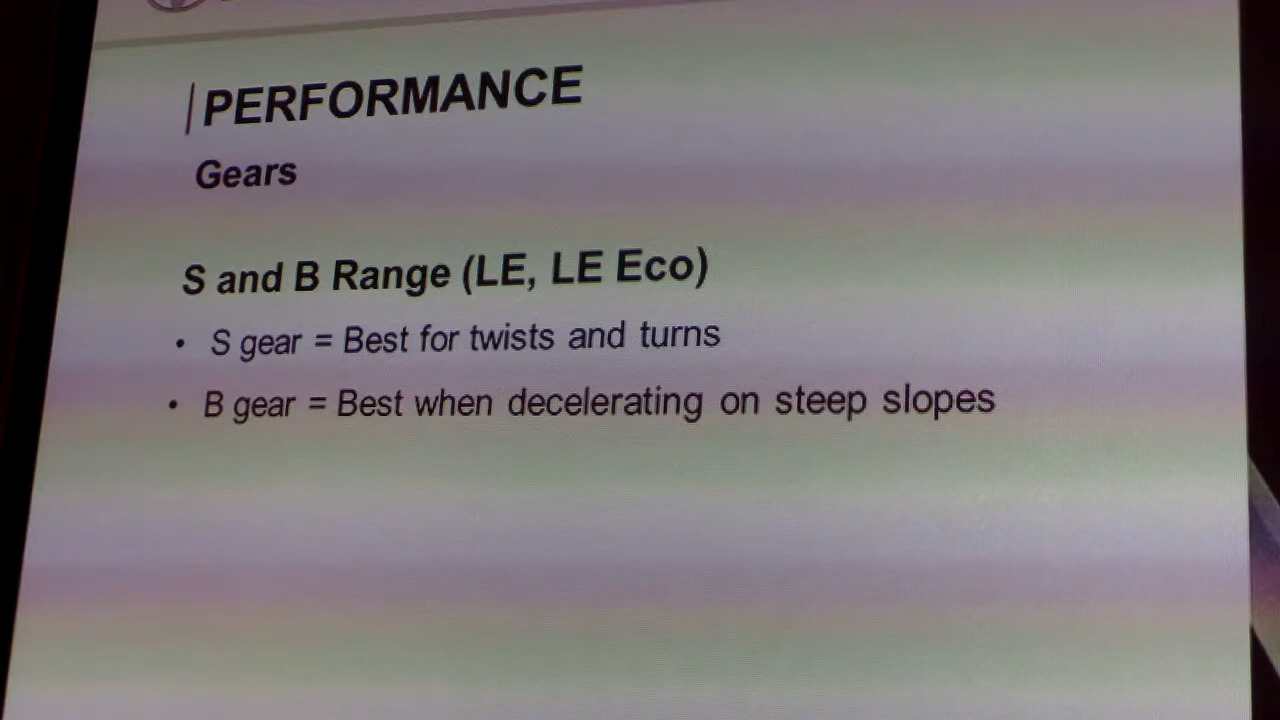 PERFORMANCE
Gears
S and B Range (LE, LE Eco)
• S gear = Best for twists and turns
• B gear = Best when decelerating on steep slopes